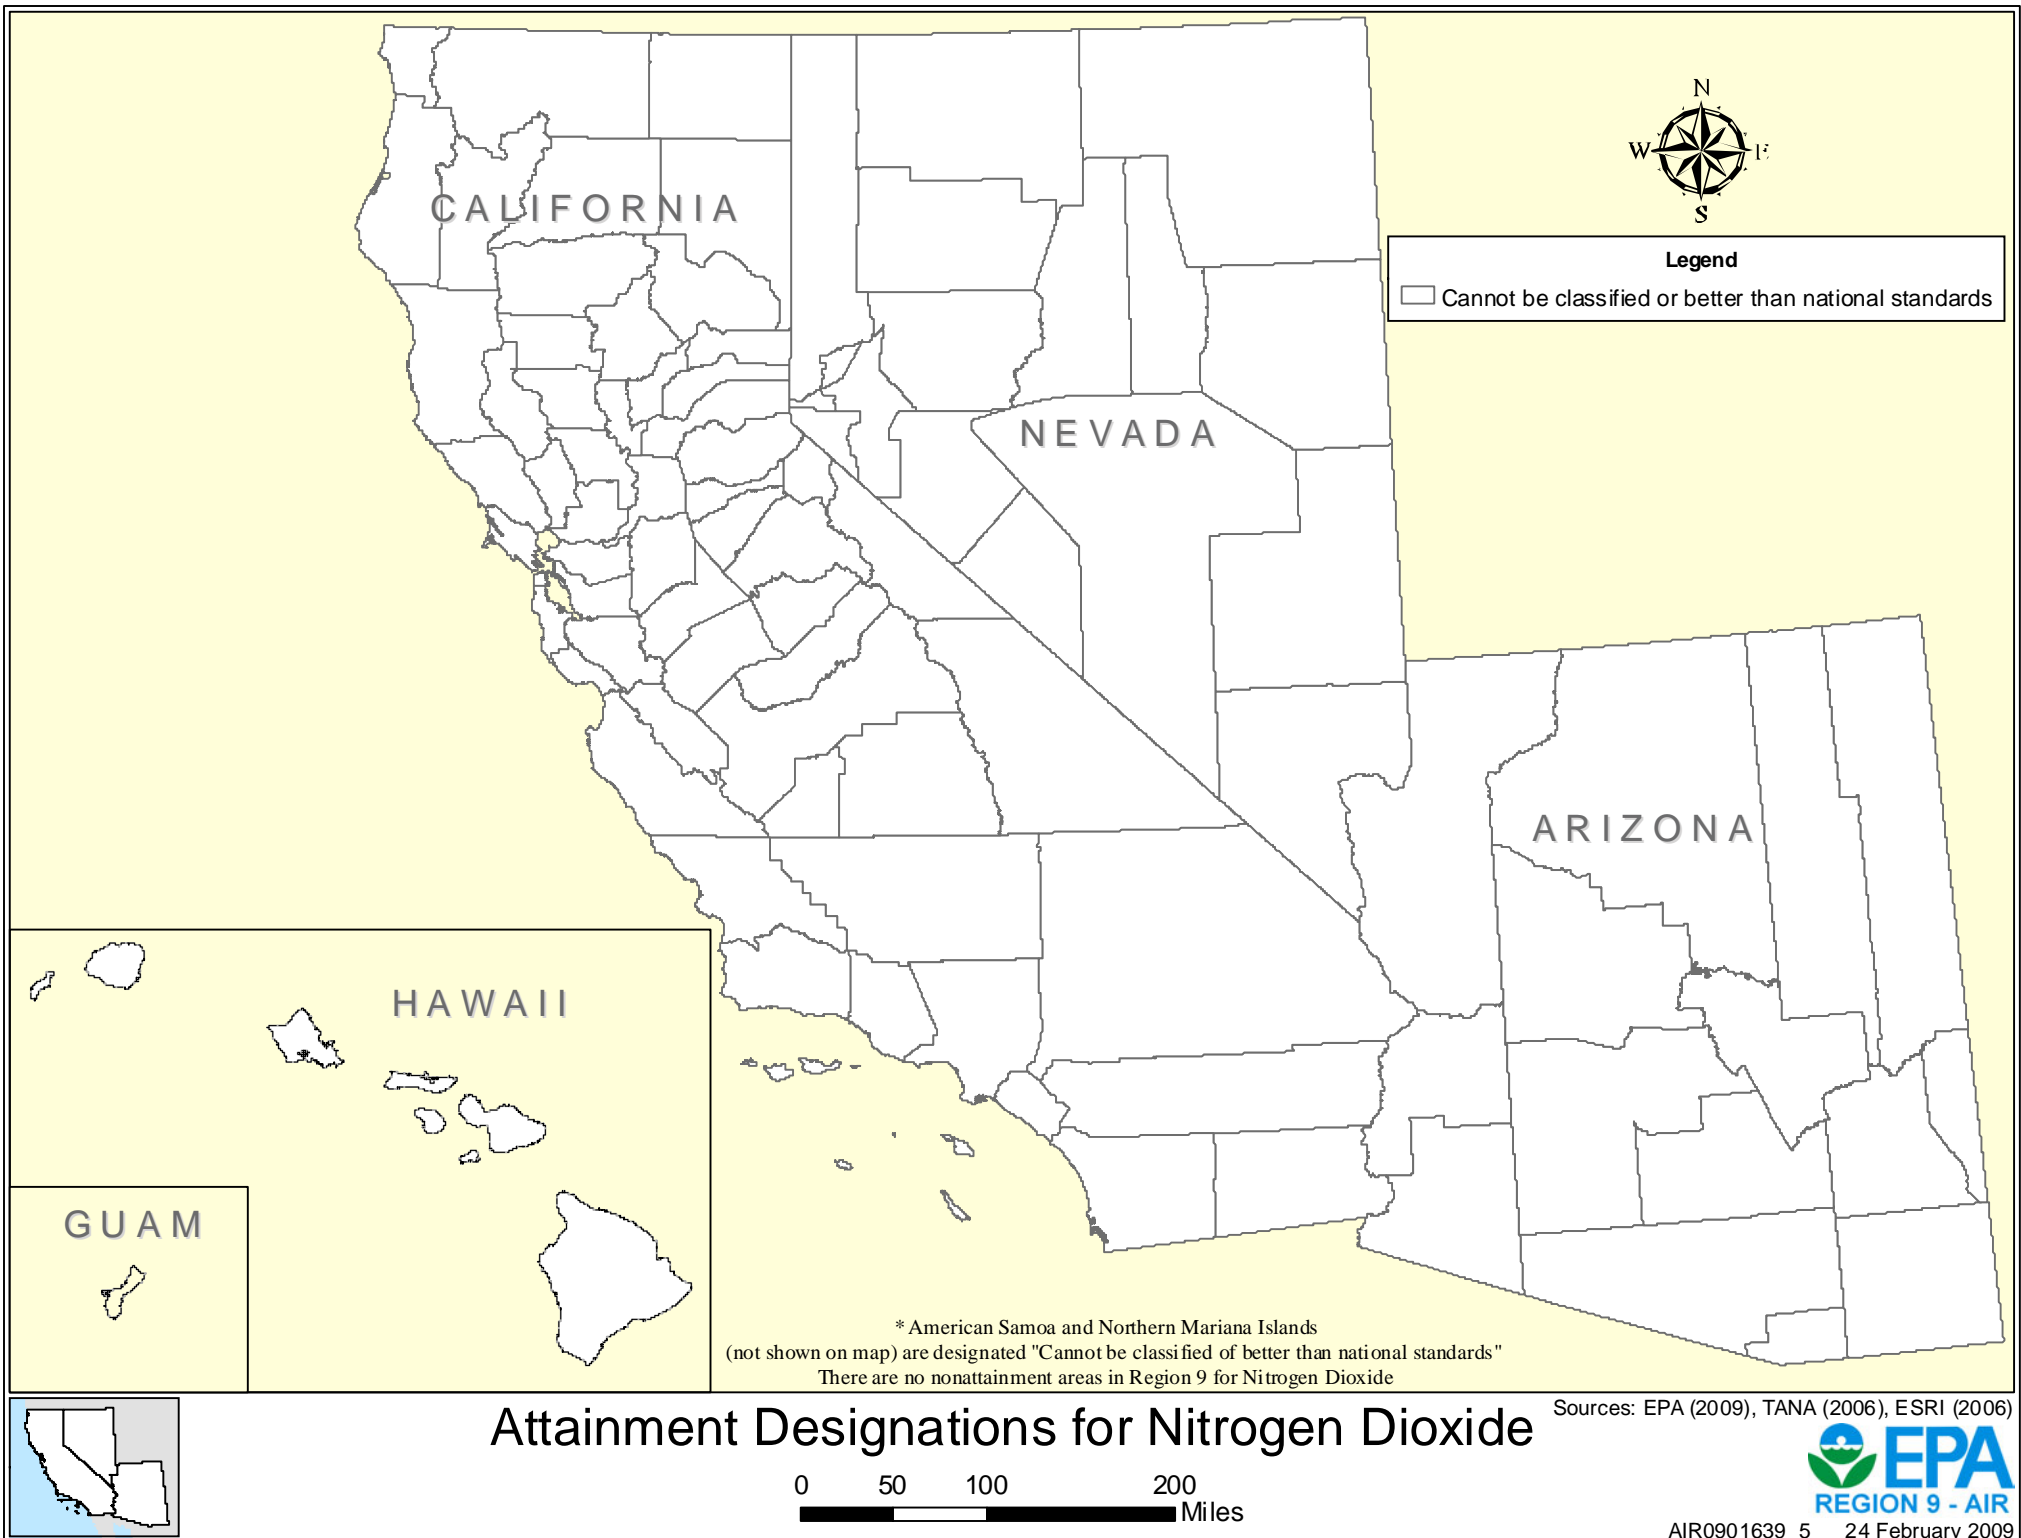 N
W
E
S
Legend
Cannot be classified or better than national standards
CALIFORNIA
NEVADA
ARIZONA
HAWAII
GUAM
* American Samoa and Northern Mariana Islands
(not shown on map) are designated "Cannot be classified of better than national standards"
There are no nonattainment areas in Region 9 for Nitrogen Dioxide
Attainment Designations for Nitrogen Dioxide
Sources: EPA (2009), TANA (2006), ESRI (2006)
0 50 100 200
Miles
EPA
REGION 9 - AIR
AIR0901639_5 24 February 2009